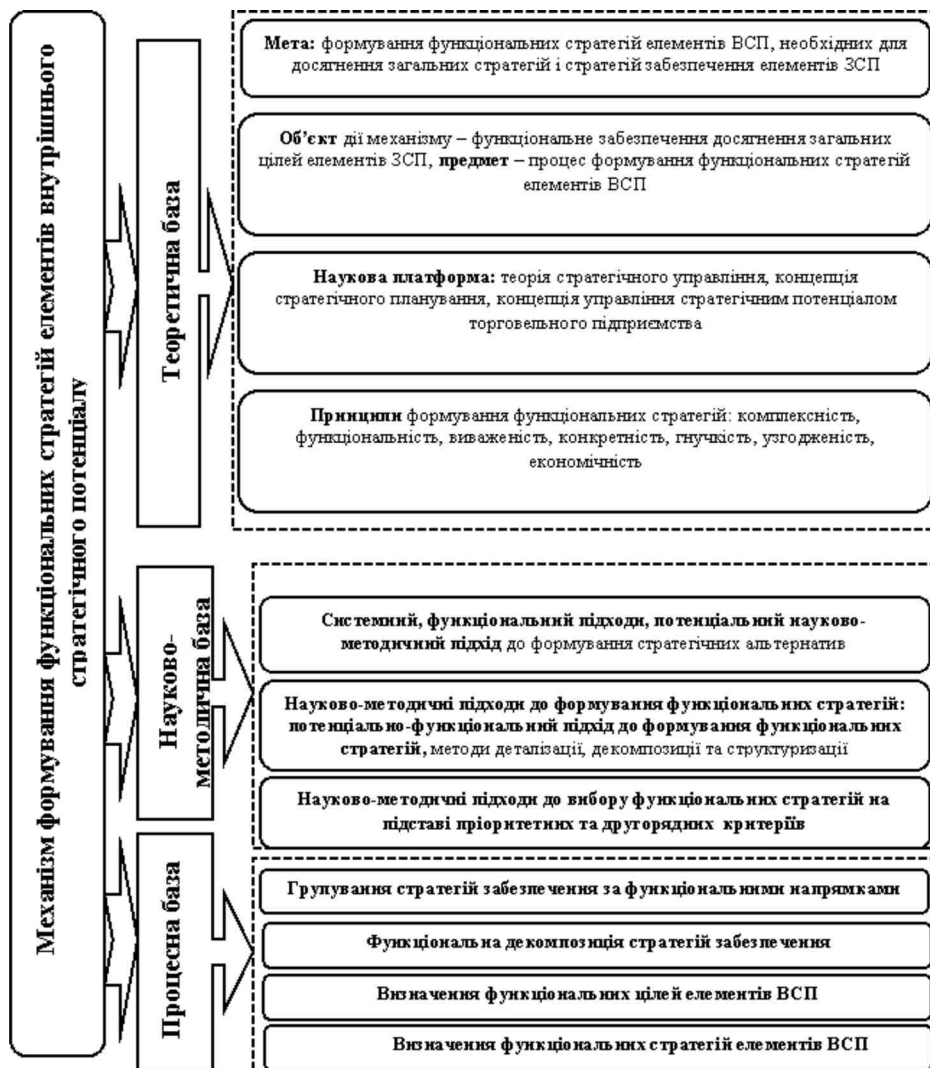 Механізм формування функціональних стратегій елементів внутрішнього
стратегічного потенціалу
Теоретична база
Мета: формування функціональних стратегій елементів ВСП, необхідних для
досягнення загальних стратегій і стратегій забезпечення елементів ЗСП
Об’єкт дії механізму – функціональне забезпечення досягнення загальних
цілей елементів ЗСП, предмет – процес формування функціональних стратегій
елементів ВСП
Наукова платформа: теорія стратегічного управління, концепція
стратегічного планування, концепція управління стратегічним потенціалом
торговельного підприємства
Принципи формування функціональних стратегій: комплексність,
функціональність, виваженість, конкретність, гнучкість, узгодженість,
економічність
Науково-
методична база
Системний, функціональний підходи, потенціальний науково-
методичний підхід до формування стратегічних альтернатив
Науково-методичні підходи до формування функціональних стратегій:
потенціально-функціональний підхід до формування функціональних
стратегій, методи деталізації, декомпозиції та структуризації
Науково-методичні підходи до вибору функціональних стратегій на
підставі пріоритетних та другорядних критеріїв
Процесна база
Групування стратегій забезпечення за функціональними напрямками
Функціональна декомпозиція стратегій забезпечення
Визначення функціональних цілей елементів ВСП
Визначення функціональних стратегій елементів ВСП